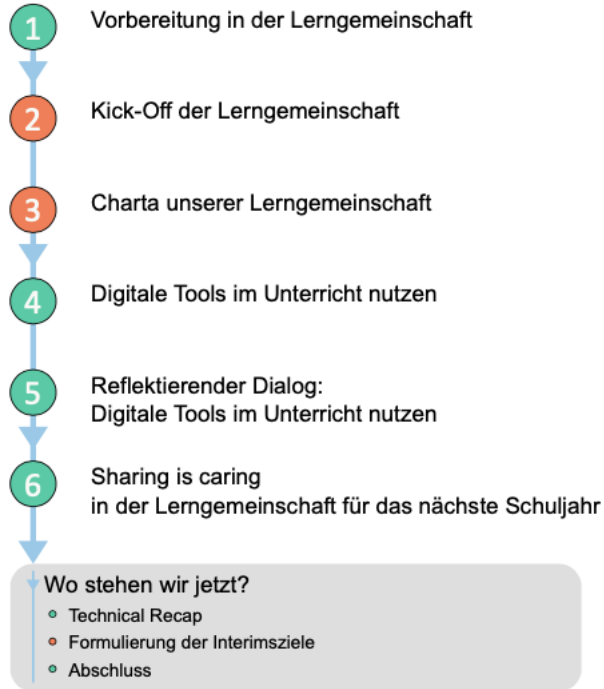 1 Vorbereitung in der Lerngemeinschaft
2 Kick-Off der Lerngemeinschaft
3 Charta unserer Lerngemeinschaft
4 Digitale Tools im Unterricht nutzen
5 Reflektierender Dialog:
Digitale Tools im Unterricht nutzen
6 Sharing is caring
in der Lerngemeinschaft für das nächste Schuljahr
Wo stehen wir jetzt?
Technical Recap
Formulierung der Interimsziele
Abschluss